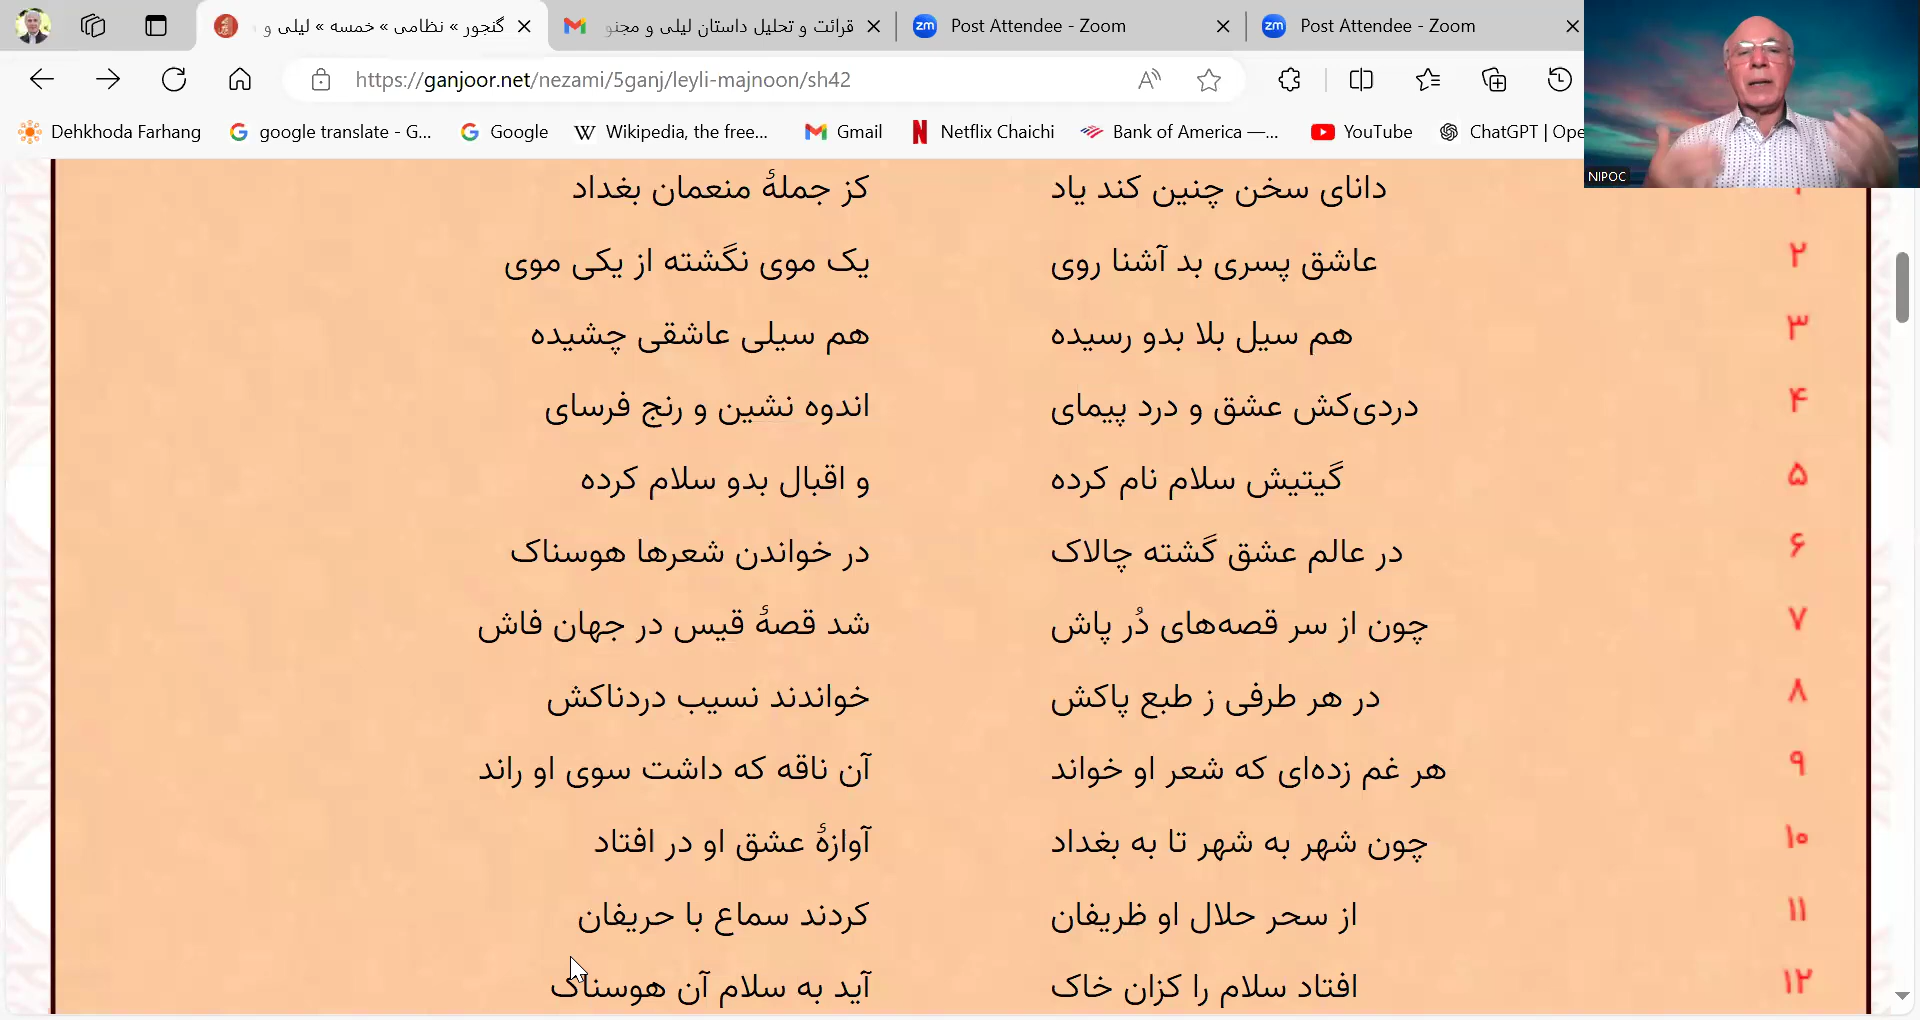 گنجور » نظامی » خمسه » لیلی و
قرائت و تحلیل داستان لیلی و مجنو
Post Attendee - Zoom
Post Attendee - Zoom
https://ganjoor.net/nezami/5ganj/leyli-majnoon/sh42
Dehkhoda Farhang
google translate - G...
Google
Wikipedia, the free...
Gmail
Netflix Chaichi
Bank of America —...
YouTube
ChatGPT | Ope
NIPOC
دانای سخن چنین کند یاد کز جملهٔ منعمان بغداد
۲ عاشق پسری بد آشنا روی یک موی نگشته از یکی موی
۳ هم سیل بلا بدو رسیده هم سیلی عاشقی چشیده
۴ دردی‌کش عشق و درد پیمای اندوه نشین و رنج فرسای
۵ گیتیش سلام نام کرده و اقبال بدو سلام کرده
۶ در عالم عشق گشته چالاک در خواندن شعرها هوسناک
۷ چون از سر قصه‌های دُر پاش شد قصهٔ قیس در جهان فاش
۸ در هر طرفی ز طبع پاکش خواندند نسیب دردناکش
۹ هر غم زده‌ای که شعر او خواند آن ناقه که داشت سوی او راند
۱۰ چون شهر به شهر تا به بغداد آوازهٔ عشق او در افتاد
۱۱ از سحر حلال او ظریفان کردند سماع با حریفان
۱۲ افتاد سلام را کزان خاک آید به سلام آن هوسناک